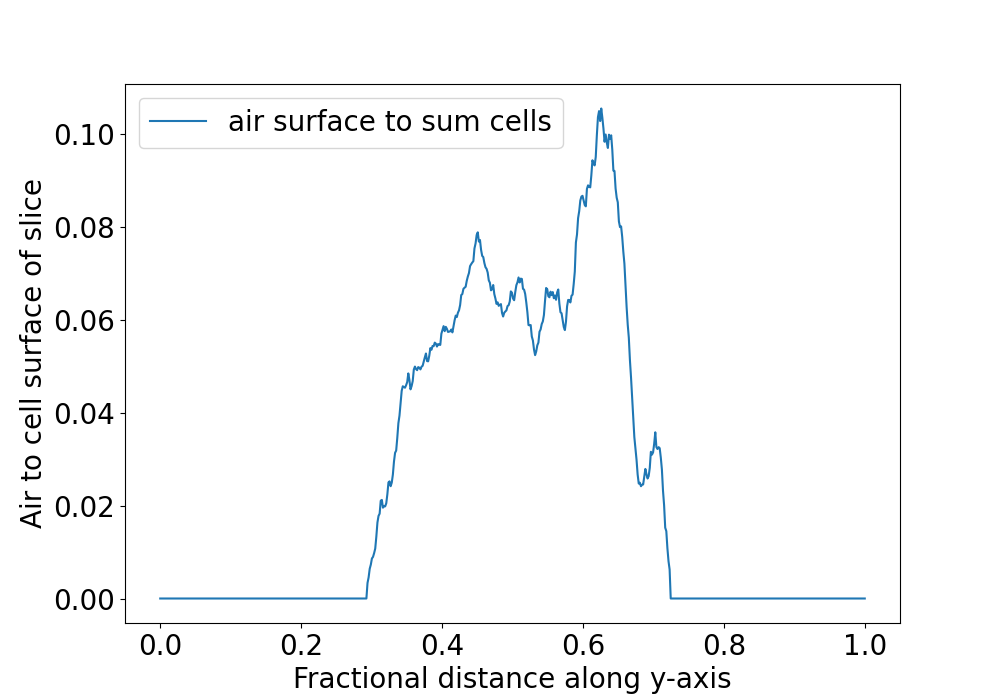 air surface to sum cells
Air to cell surface of slice
0.10
0.08
0.06
0.04
0.02
0.00
0.0 0.2 0.4 0.6 0.8 1.0
Fractional distance along y-axis